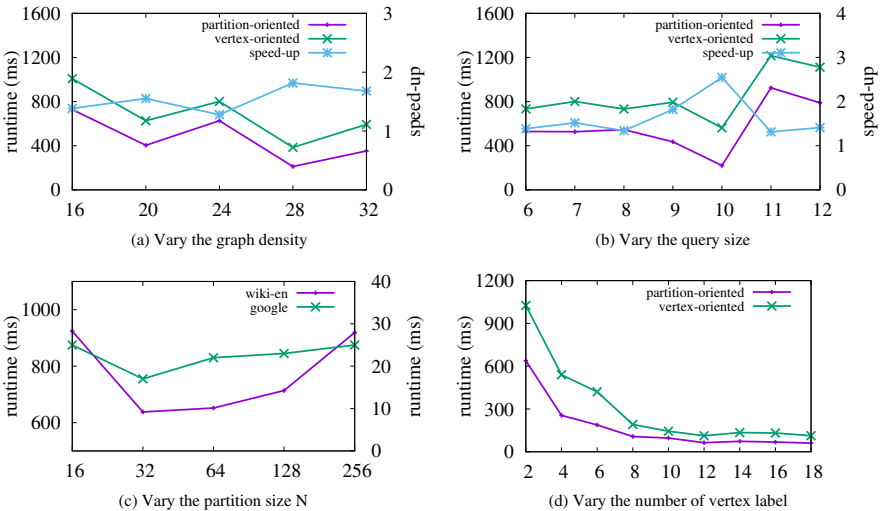 partition-oriented
vertex-oriented
speed-up
1600
1200
800
400
0
3
2
1
0
runtime (ms)
speed-up
16 20 24 28 32
(a) Vary the graph density
partition-oriented
vertex-oriented
speed-up
1600
1200
800
400
0
4
3
2
1
0
runtime (ms)
speed-up
6 7 8 9 10 11 12
(b) Vary the query size
wiki-en
google
1000
800
600
40
30
20
10
0
runtime (ms)
runtime (ms)
16 32 64 128 256
(c) Vary the partition size N
partition-oriented
vertex-oriented
1200
900
600
300
0
runtime (ms)
2 4 6 8 10 12 14 16 18
(d) Vary the number of vertex label